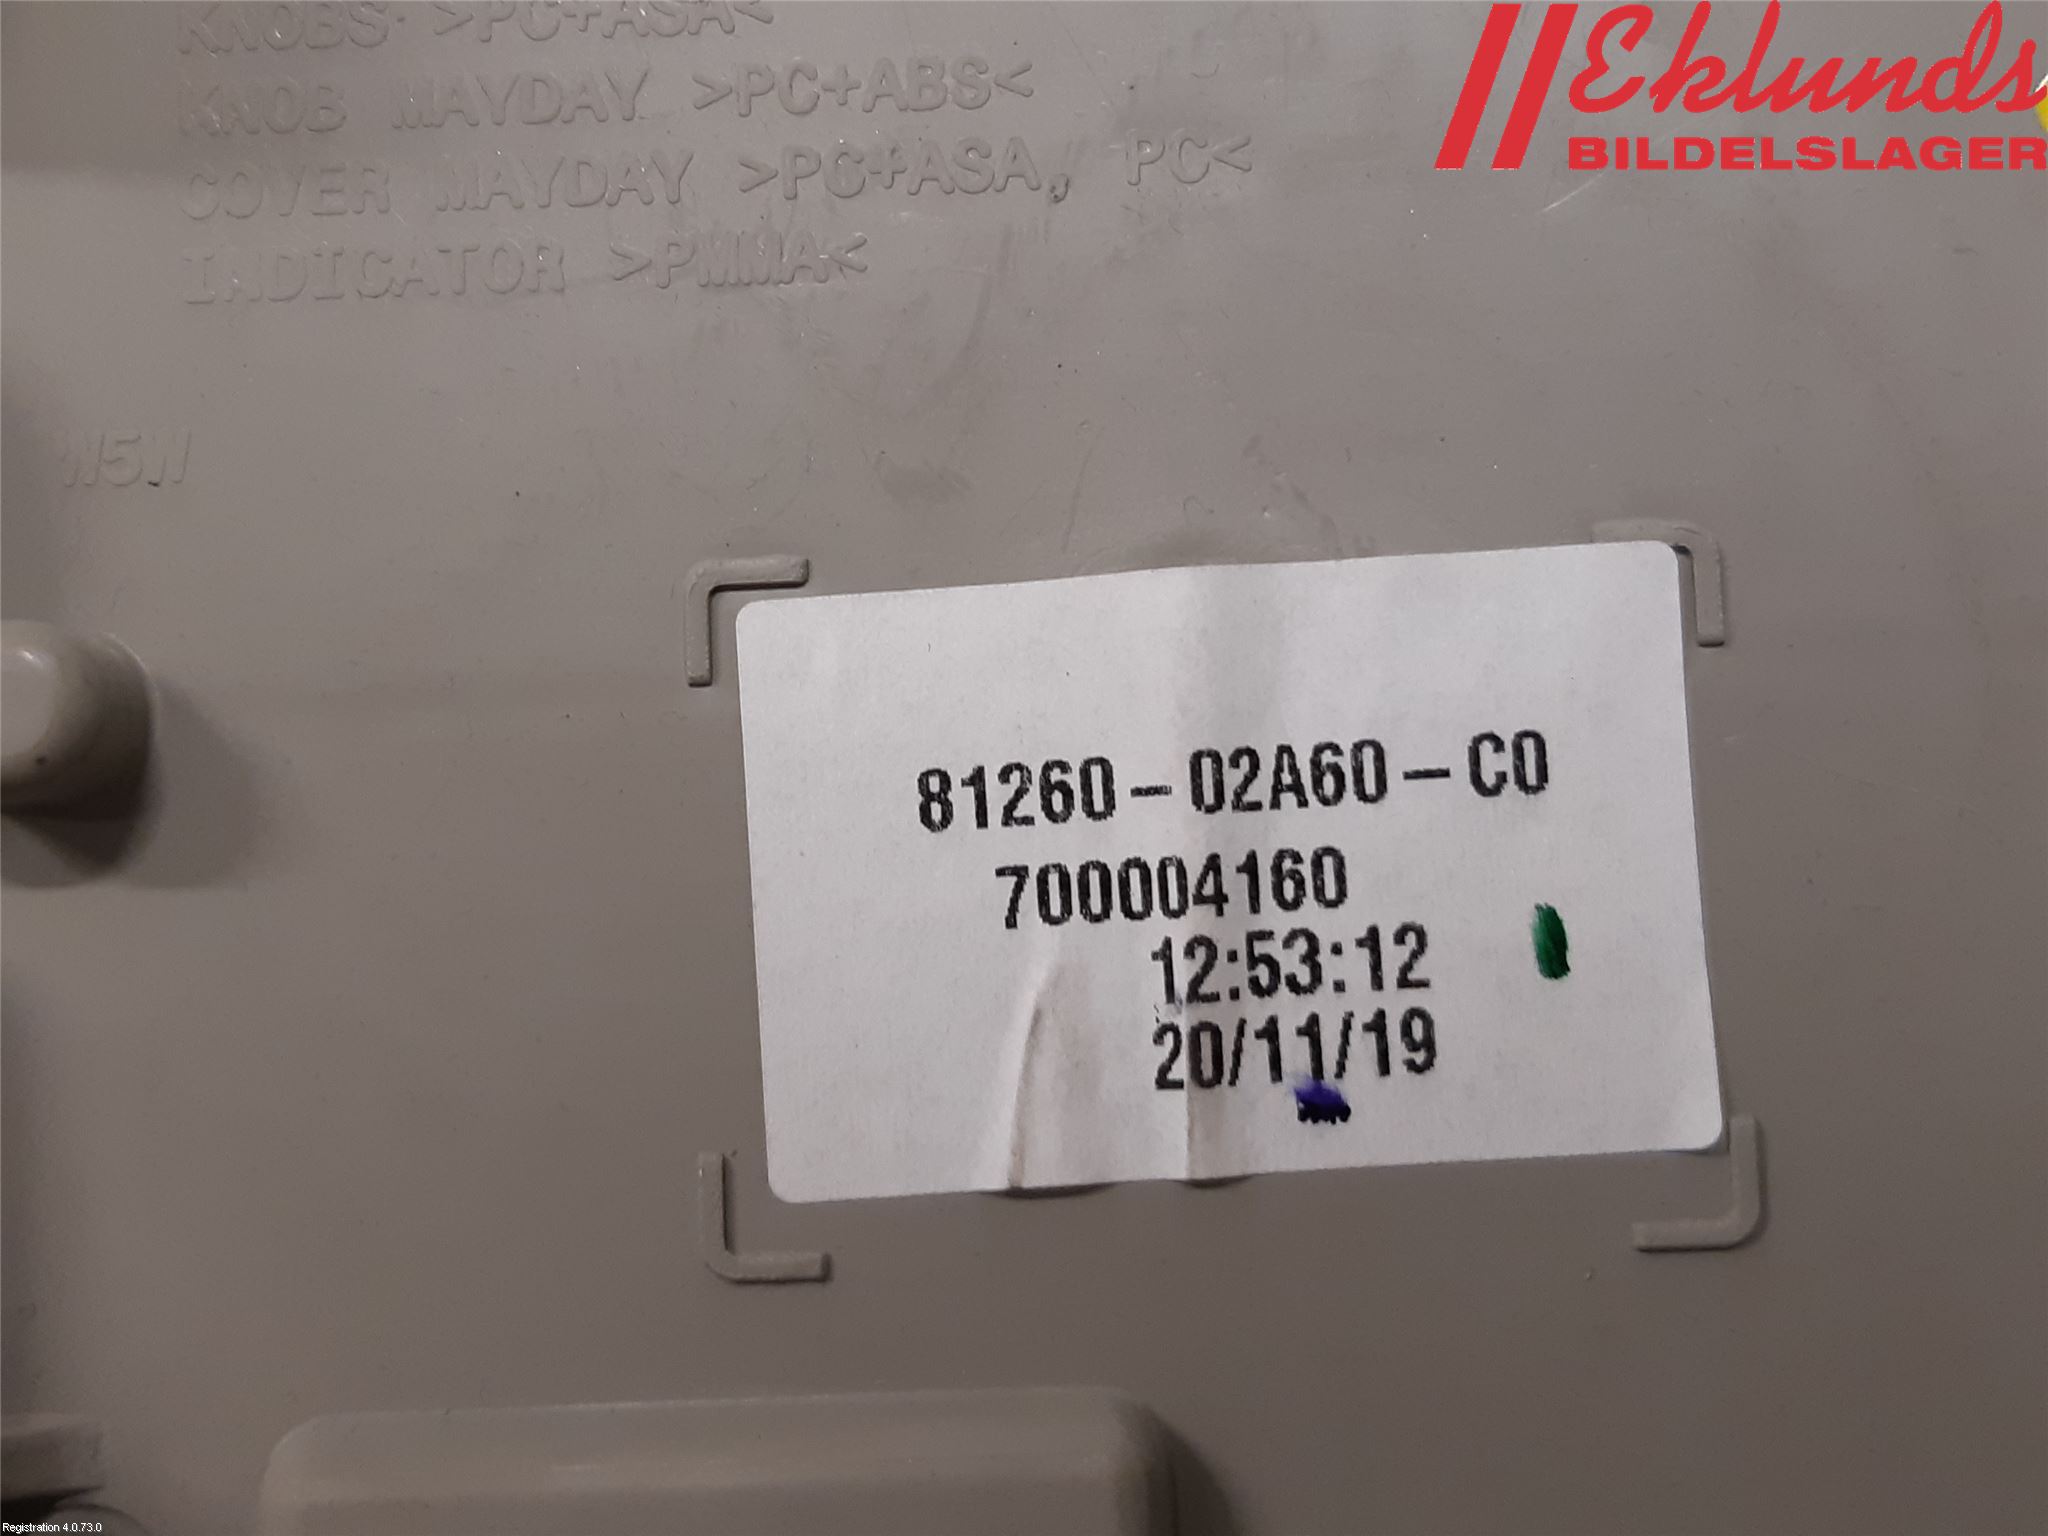 KNOBS >PC+ASA<
KNOB MAYDAY >PC+ABS<
COVER MAYDAY >PC+ASA, PC<
INDICATOR >PMMA<
Eklunds
BILDELSLAGER
W5W
81260-02A60-C0
700004160
12:53:12
20/11/19
Registration 4.0.73.0